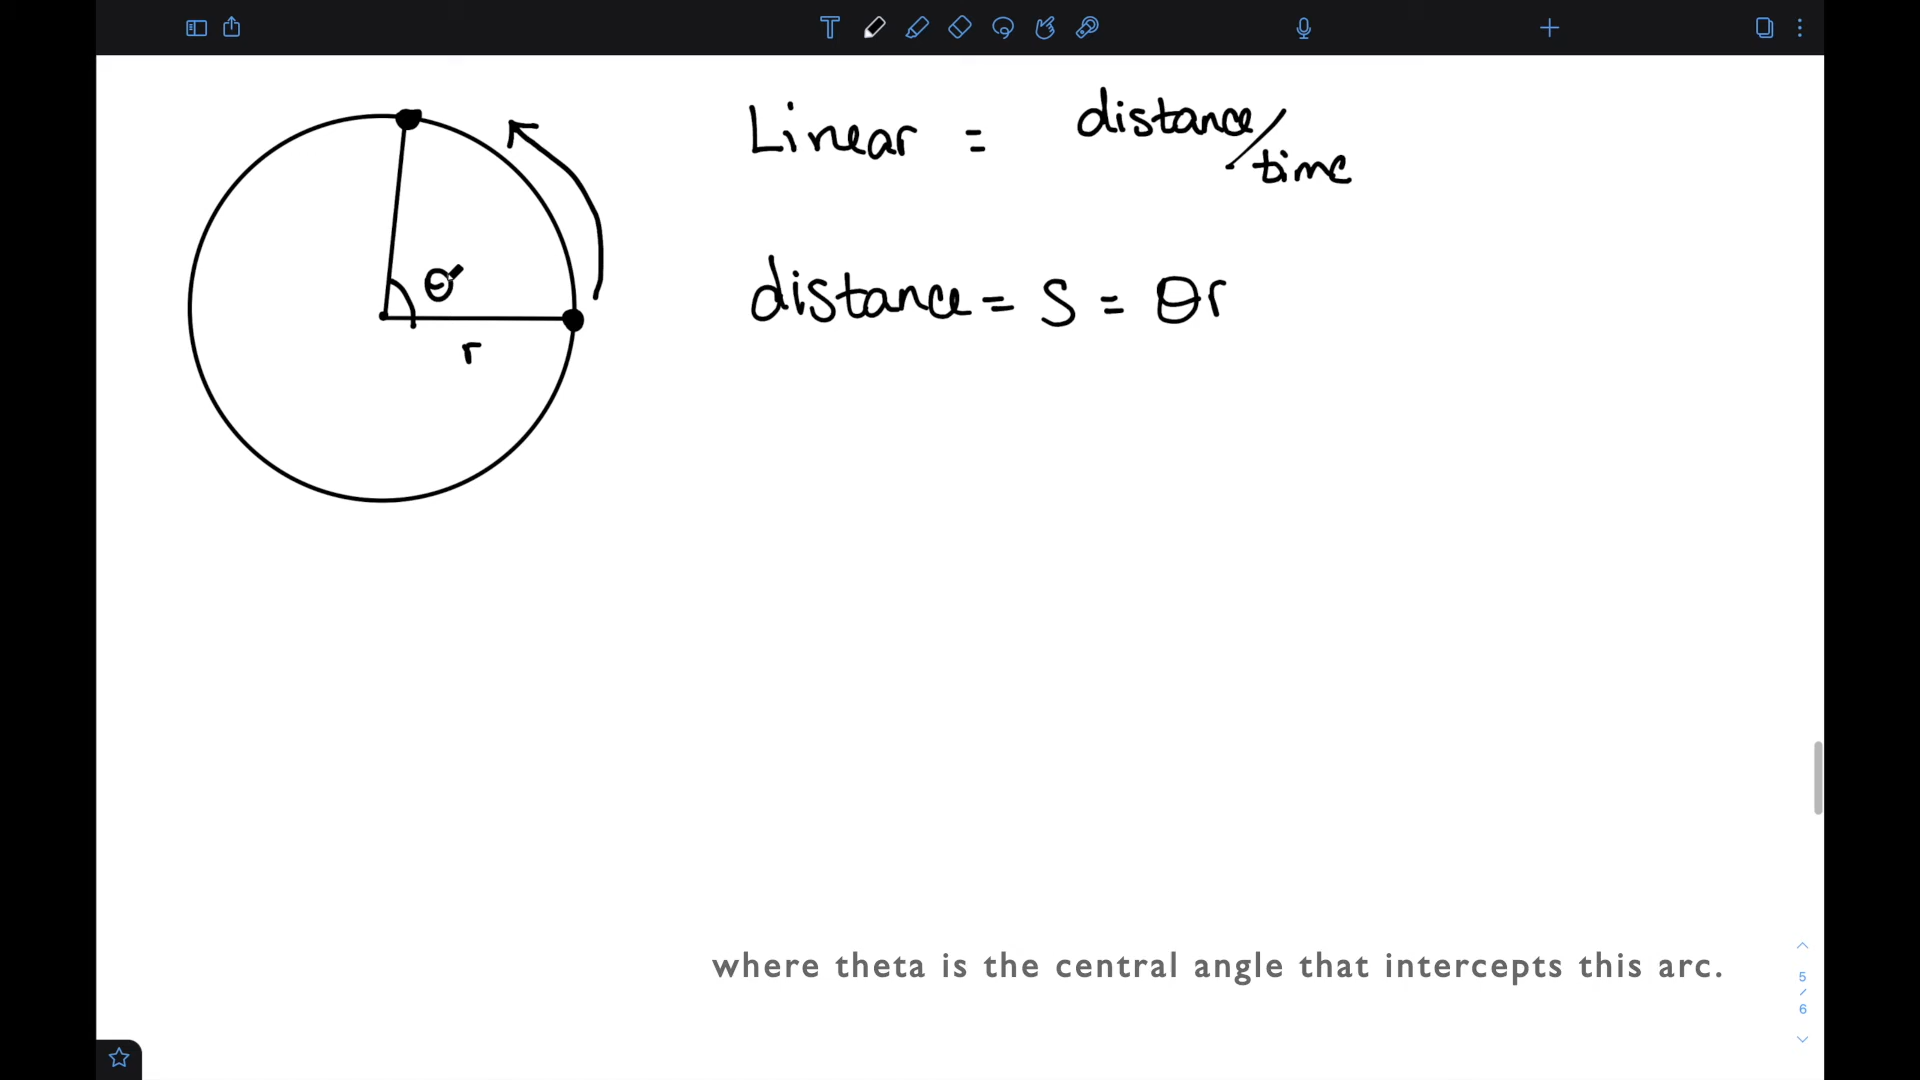 Linear = distance/time
distance = S = θr
θ
r
where theta is the central angle that intercepts this arc.
5
/
6